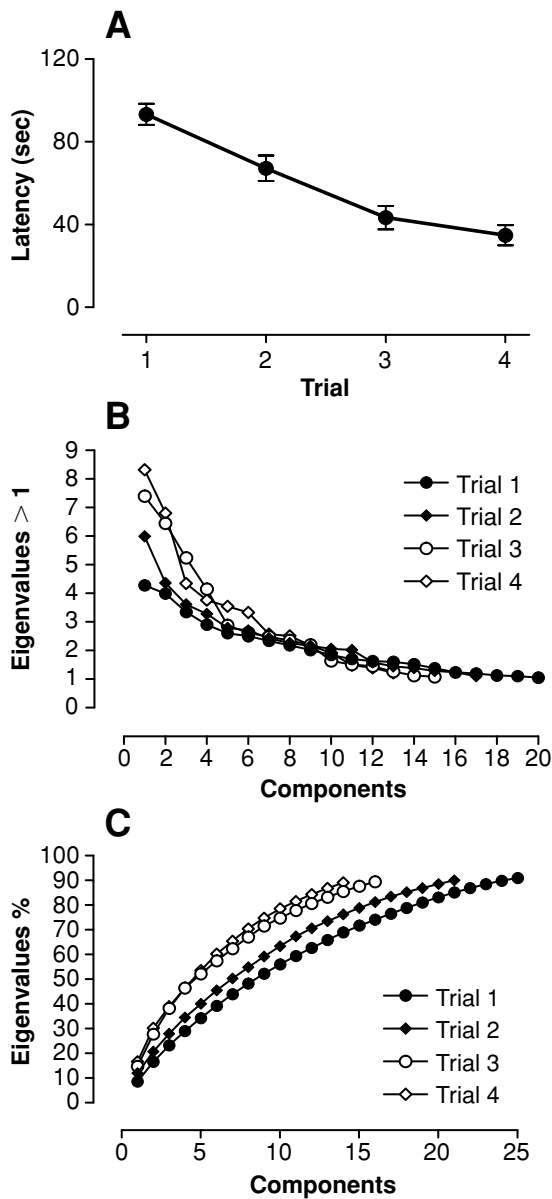 A
120
80
40
0
Latency (sec)
1 2 3 4
Trial
B
9
8
7
6
5
4
3
2
1
0
Eigenvalues > 1
Trial 1
Trial 2
Trial 3
Trial 4
0 2 4 6 8 10 12 14 16 18 20
Components
C
100
90
80
70
60
50
40
30
20
10
0
Eigenvalues %
Trial 1
Trial 2
Trial 3
Trial 4
0 5 10 15 20 25
Components